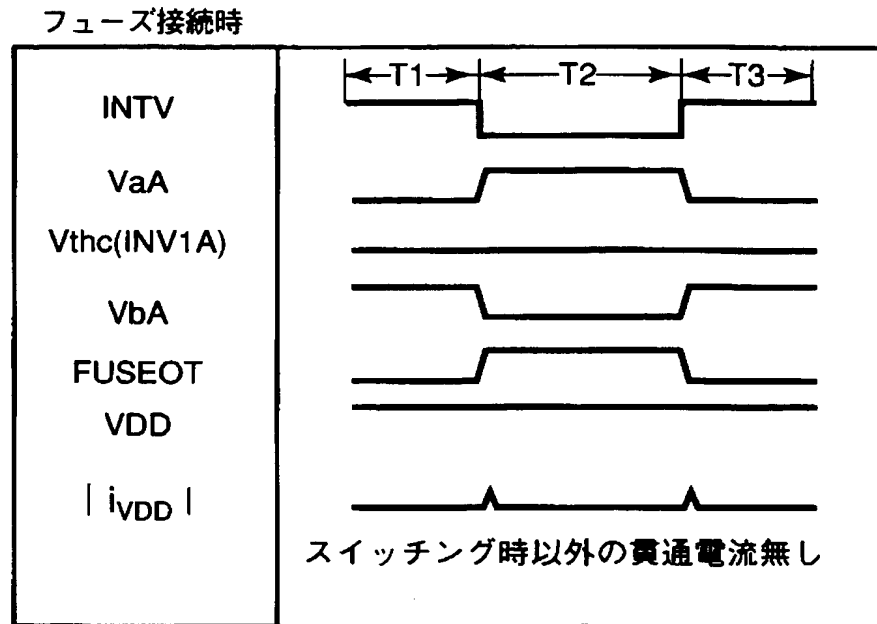 フューズ接続時
T1 T2 T3
INTV
VaA
Vthc(INV1A)
VbA
FUSEOT
VDD
| iVDD |
スイッチング時以外の貫通電流無し